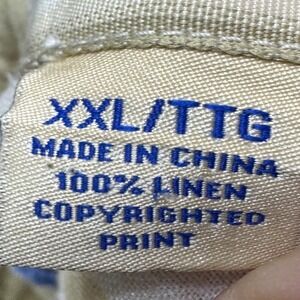 XXL/TTG
MADE IN CHINA
100% LINEN
COPYRIGHTED
PRINT